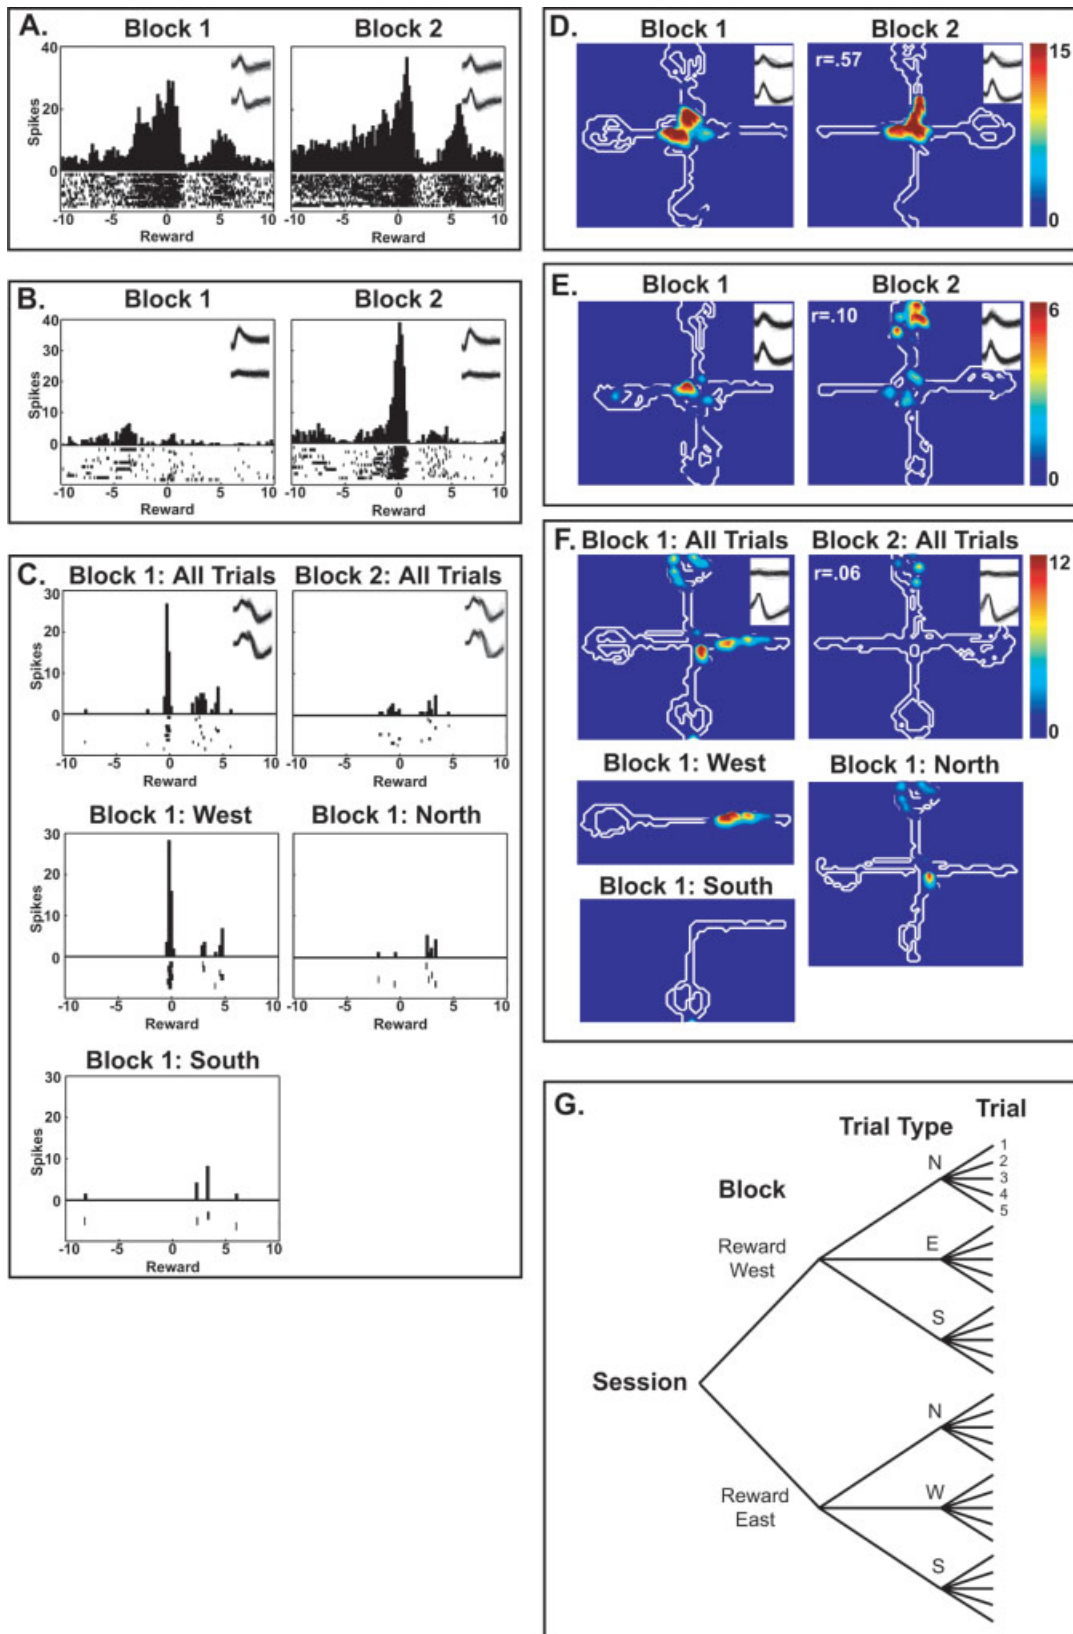 A.
Block 1
Block 2
Spikes
40
20
0
-10 -5 0 5 10
Reward
-10 -5 0 5 10
Reward
B.
Block 1
Block 2
Spikes
40
30
20
10
0
-10 -5 0 5 10
Reward
-10 -5 0 5 10
Reward
C.
Block 1: All Trials
Block 2: All Trials
Spikes
30
20
10
0
-10 -5 0 5 10
Reward
-10 -5 0 5 10
Reward
Block 1: West
Block 1: North
Spikes
30
20
10
0
-10 -5 0 5 10
Reward
-10 -5 0 5 10
Reward
Block 1: South
Spikes
30
20
10
0
-10 -5 0 5 10
Reward
D.
Block 1
Block 2
r=.57
15
0
E.
Block 1
Block 2
r=.10
6
0
F.
Block 1: All Trials
Block 2: All Trials
r=.06
12
0
Block 1: West
Block 1: North
Block 1: South
G.
Trial
Trial Type
Block
Session
Reward
West
N
1
2
3
4
5
E
S
Reward
East
N
W
S